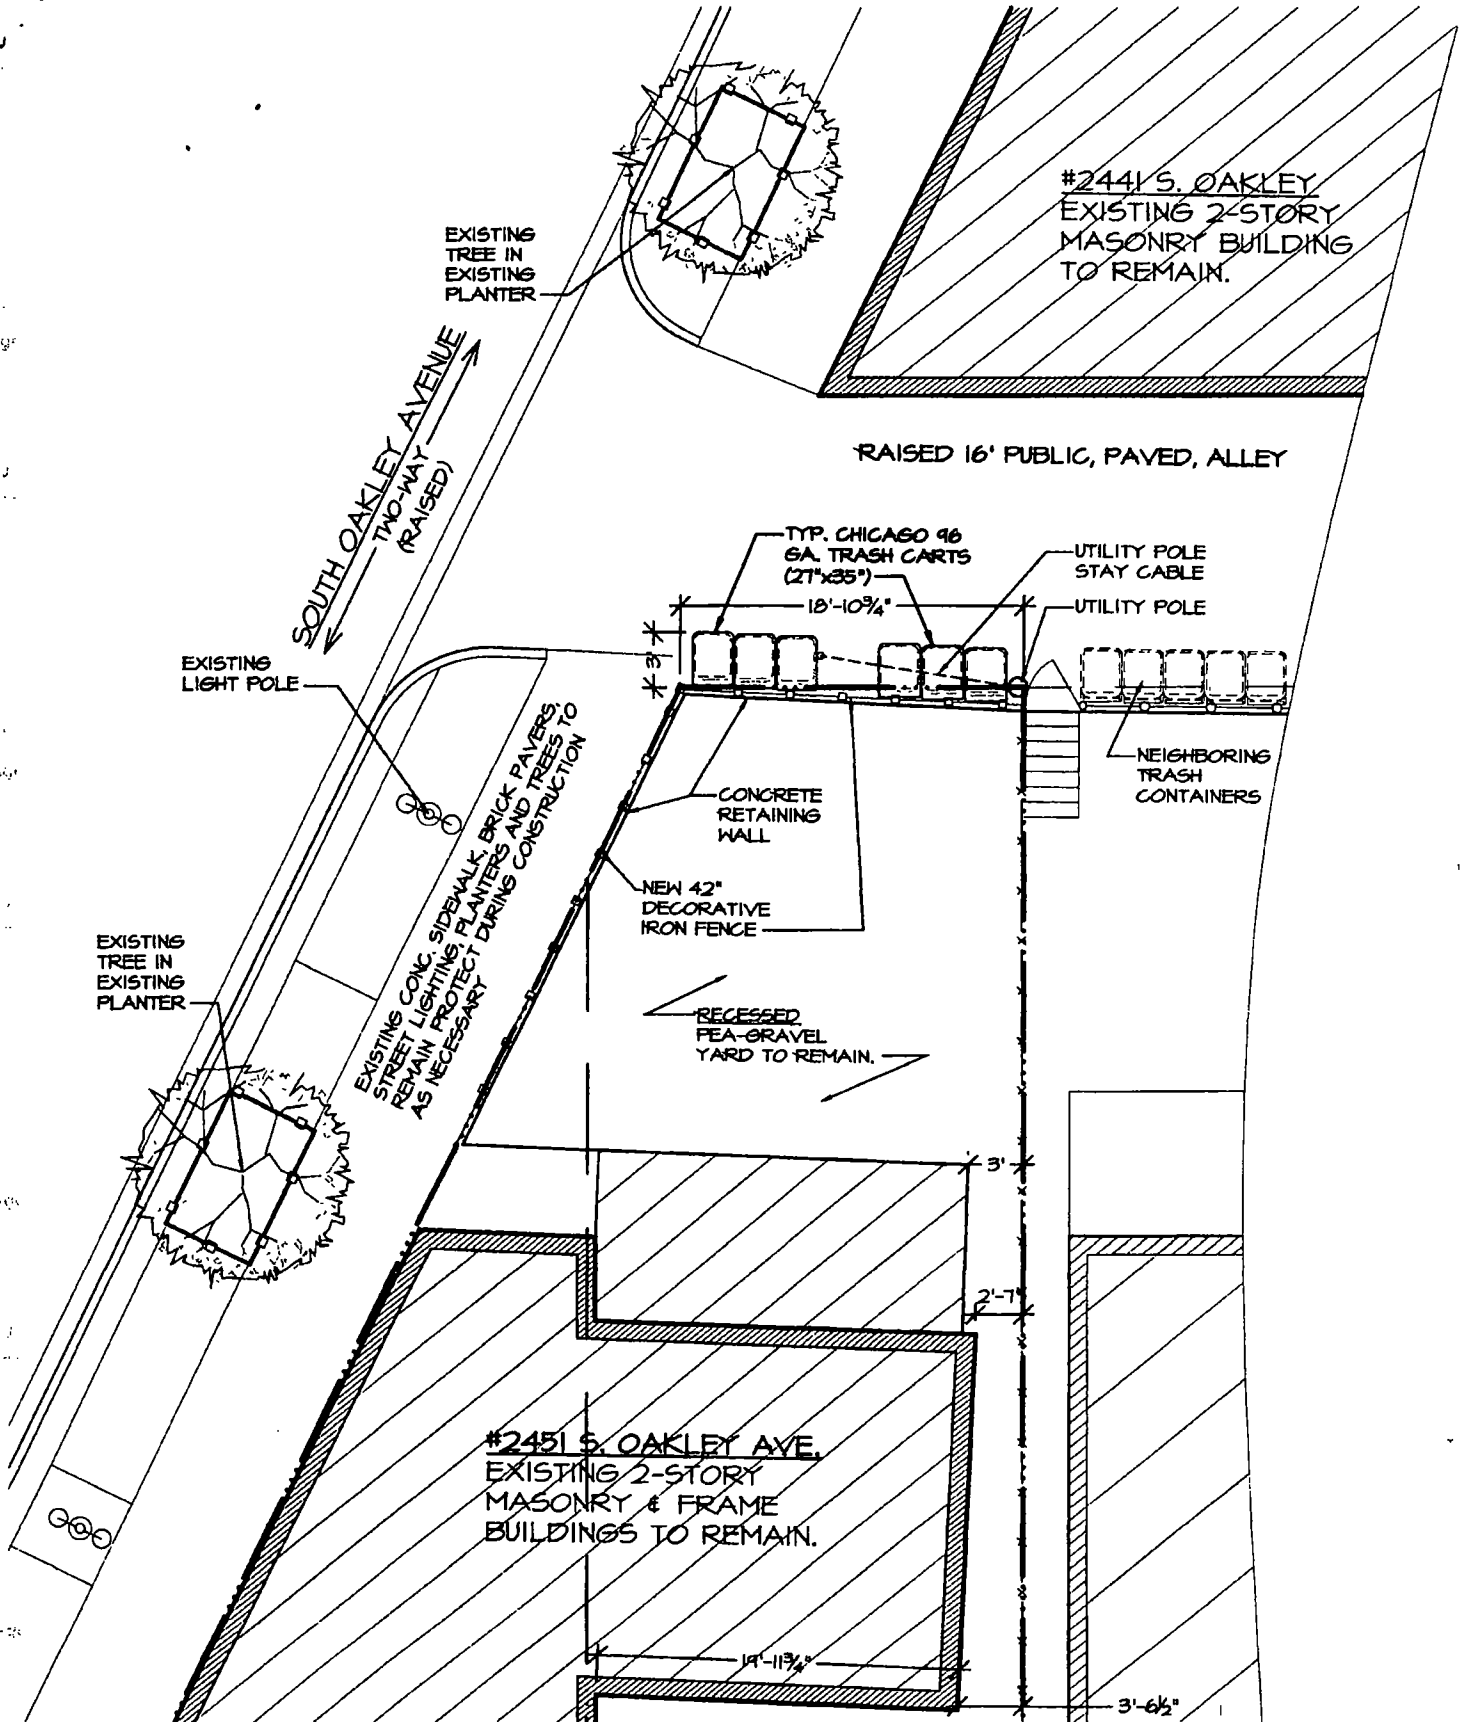 #2441 S. OAKLEY
EXISTING 2-STORY
MASONRY BUILDING
TO REMAIN.
EXISTING
TREE IN
EXISTING
PLANTER
SOUTH OAKLEY AVENUE
TWO-WAY
(RAISED)
RAISED 16' PUBLIC, PAVED, ALLEY
TYP. CHICAGO 96
GA. TRASH CARTS
(27"x35")
18'-10¾"
UTILITY POLE
STAY CABLE
UTILITY POLE
3'
EXISTING
LIGHT POLE
NEIGHBORING
TRASH
CONTAINERS
CONCRETE
RETAINING
WALL
NEW 42"
DECORATIVE
IRON FENCE
EXISTING CONC. SIDEWALK, BRICK PAVERS,
STREET LIGHTING, PLANTERS AND TREES TO
REMAIN PROTECT DURING CONSTRUCTION
AS NECESSARY
EXISTING
TREE IN
EXISTING
PLANTER
RECESSED
PEA-GRAVEL
YARD TO REMAIN.
3'
2'-7"
#2451 S. OAKLEY AVE.
EXISTING 2-STORY
MASONRY & FRAME
BUILDINGS TO REMAIN.
19'-11¾"
3'-6½"